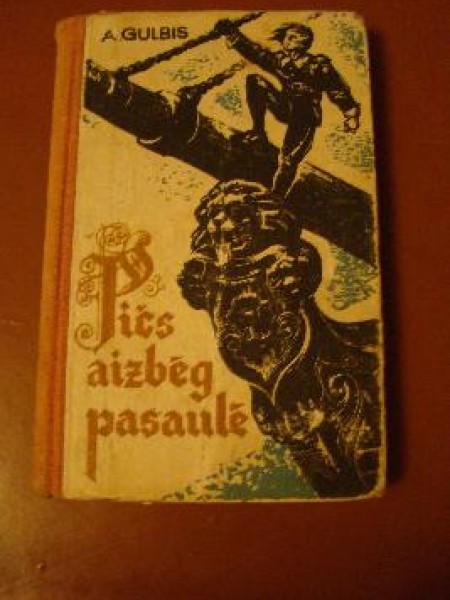 A. GULBIS
Pičs
aizbēg
pasaulē